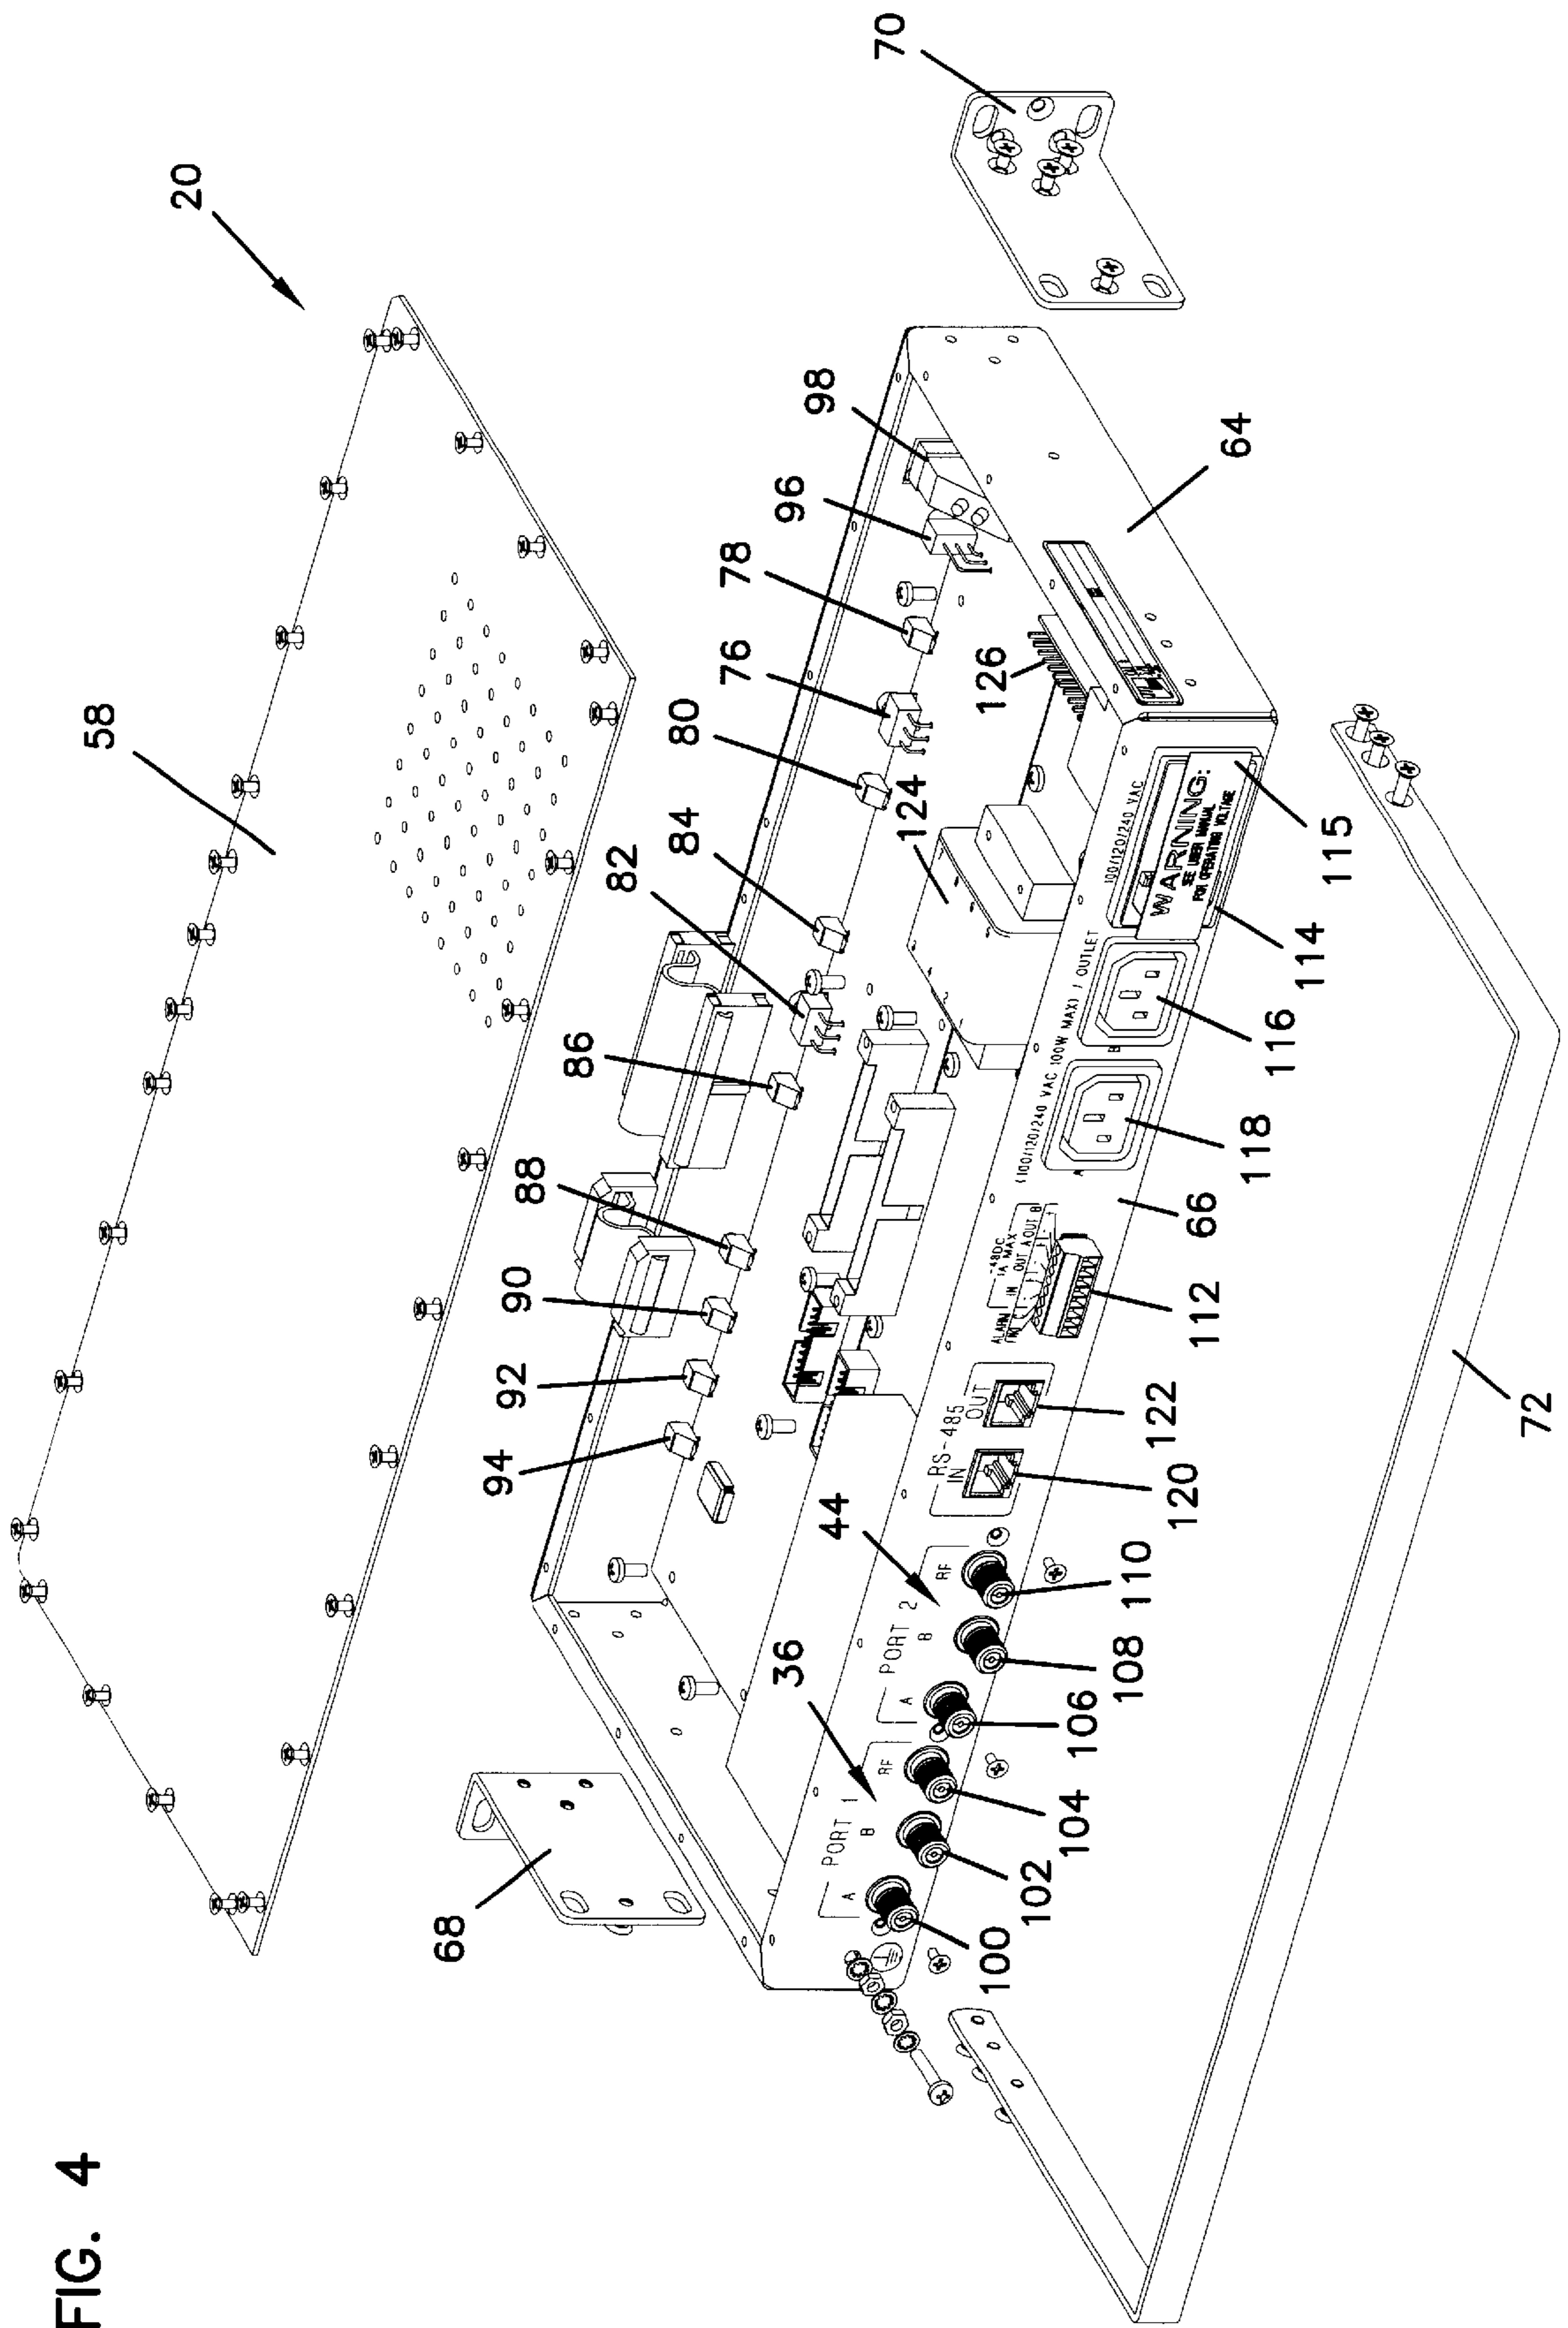 FIG. 4
20
58
70
98
96
78
76
80
84
82
86
88
90
92
94
64
126
124
68
36
44
PORT 1
A
B
RF
PORT 2
A
B
RF
RS-485
IN
OUT
ALARM
-48DC
1A MAX
IN
OUT A
OUT B
(100/120/240 VAC 100W MAX) / OUTLET
A
B
100/120/240 VAC
WARNING:
SEE USER MANUAL
FOR OPERATING VOLTAGE
100
102
104
106
108
110
120
122
112
66
118
116
114
115
72